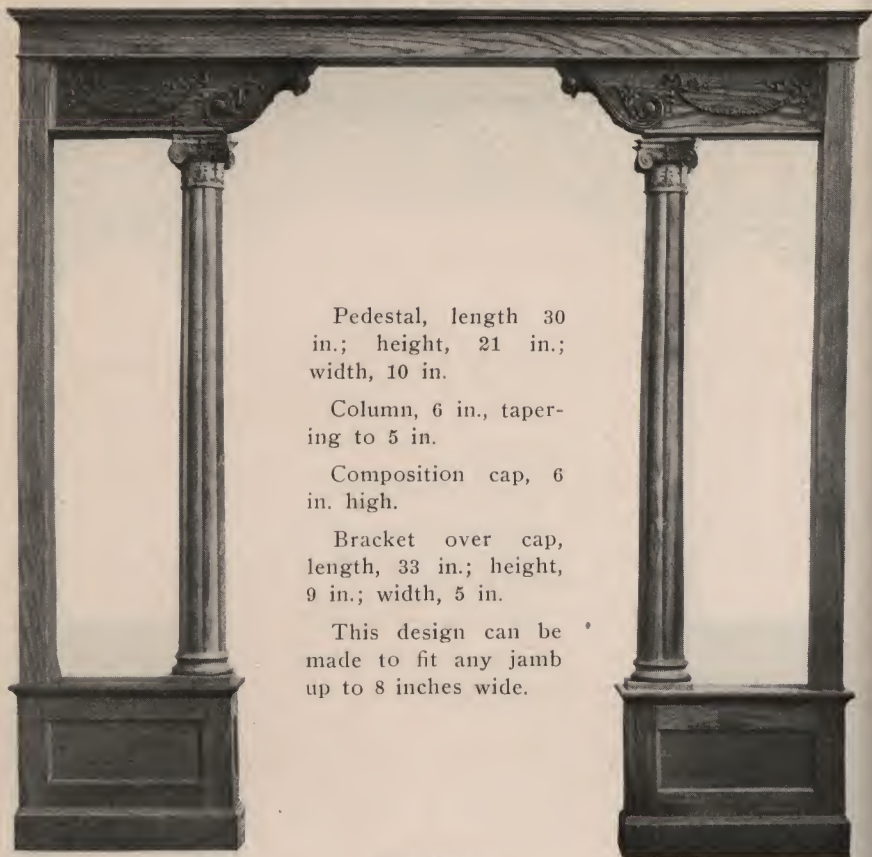 Pedestal, length 30
in.; height, 21 in.;
width, 10 in.
Column, 6 in., taper-
ing to 5 in.
Composition cap, 6
in. high.
Bracket over cap,
length, 33 in.; height,
9 in.; width, 5 in.
This design can be
made to fit any jamb
up to 8 inches wide.